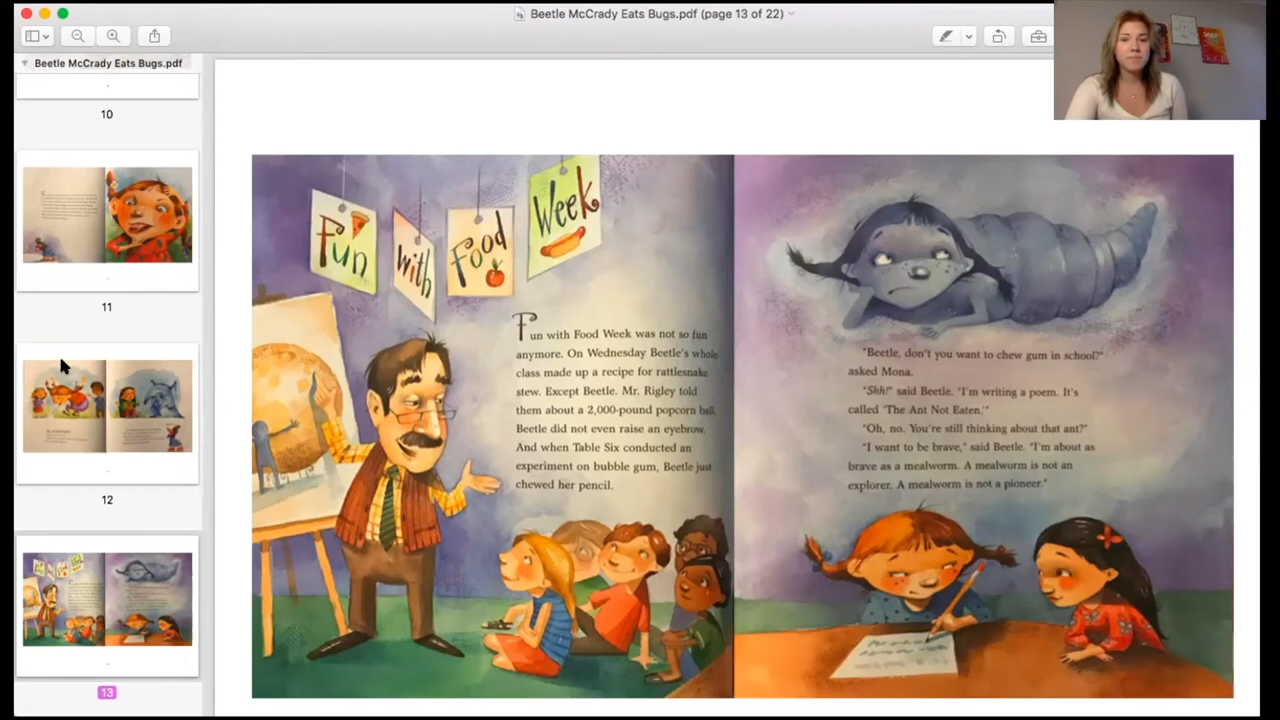 Beetle McCrady Eats Bugs.pdf (page 13 of 22)
Beetle McCrady Eats Bugs.pdf
10
11
12
13
Fun with Food Week
Fun with Food Week was not so fun
anymore. On Wednesday Beetle's whole
class made up a recipe for rattlesnake
stew. Except Beetle. Mr. Rigley told
them about a 2,000-pound popcorn ball.
Beetle did not even raise an eyebrow.
And when Table Six conducted an
experiment on bubble gum, Beetle just
chewed her pencil.
"Beetle, don't you want to chew gum in school?"
asked Mona.
"Shh!" said Beetle. "I'm writing a poem. It's
called 'The Ant Not Eaten.'"
"Oh, no. You're still thinking about that ant?"
"I want to be brave," said Beetle. "I'm about as
brave as a mealworm. A mealworm is not an
explorer. A mealworm is not a pioneer."